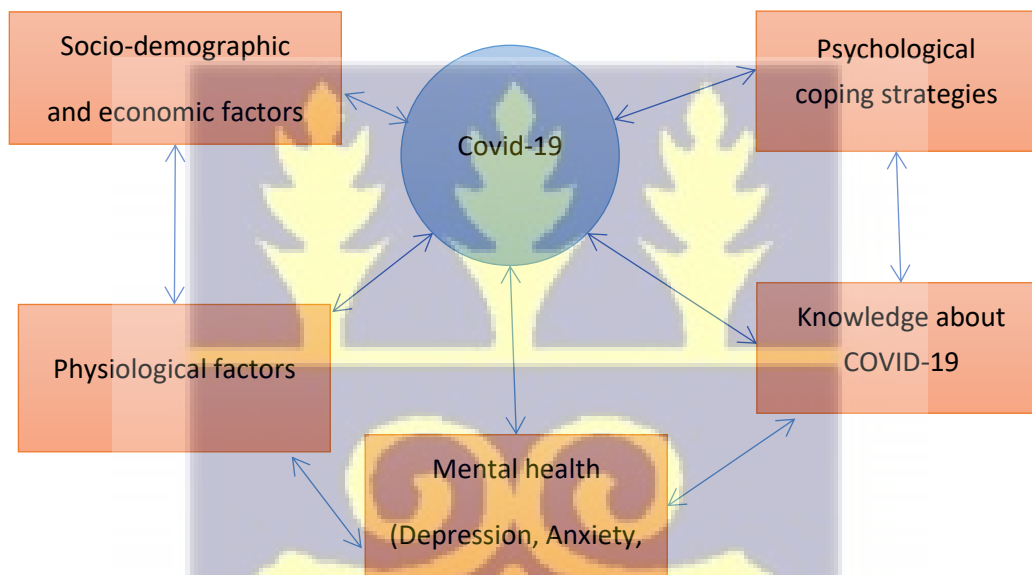 Socio-demographic
and economic factors
Covid-19
Psychological
coping strategies
Physiological factors
Knowledge about
COVID-19
Mental health
(Depression, Anxiety,